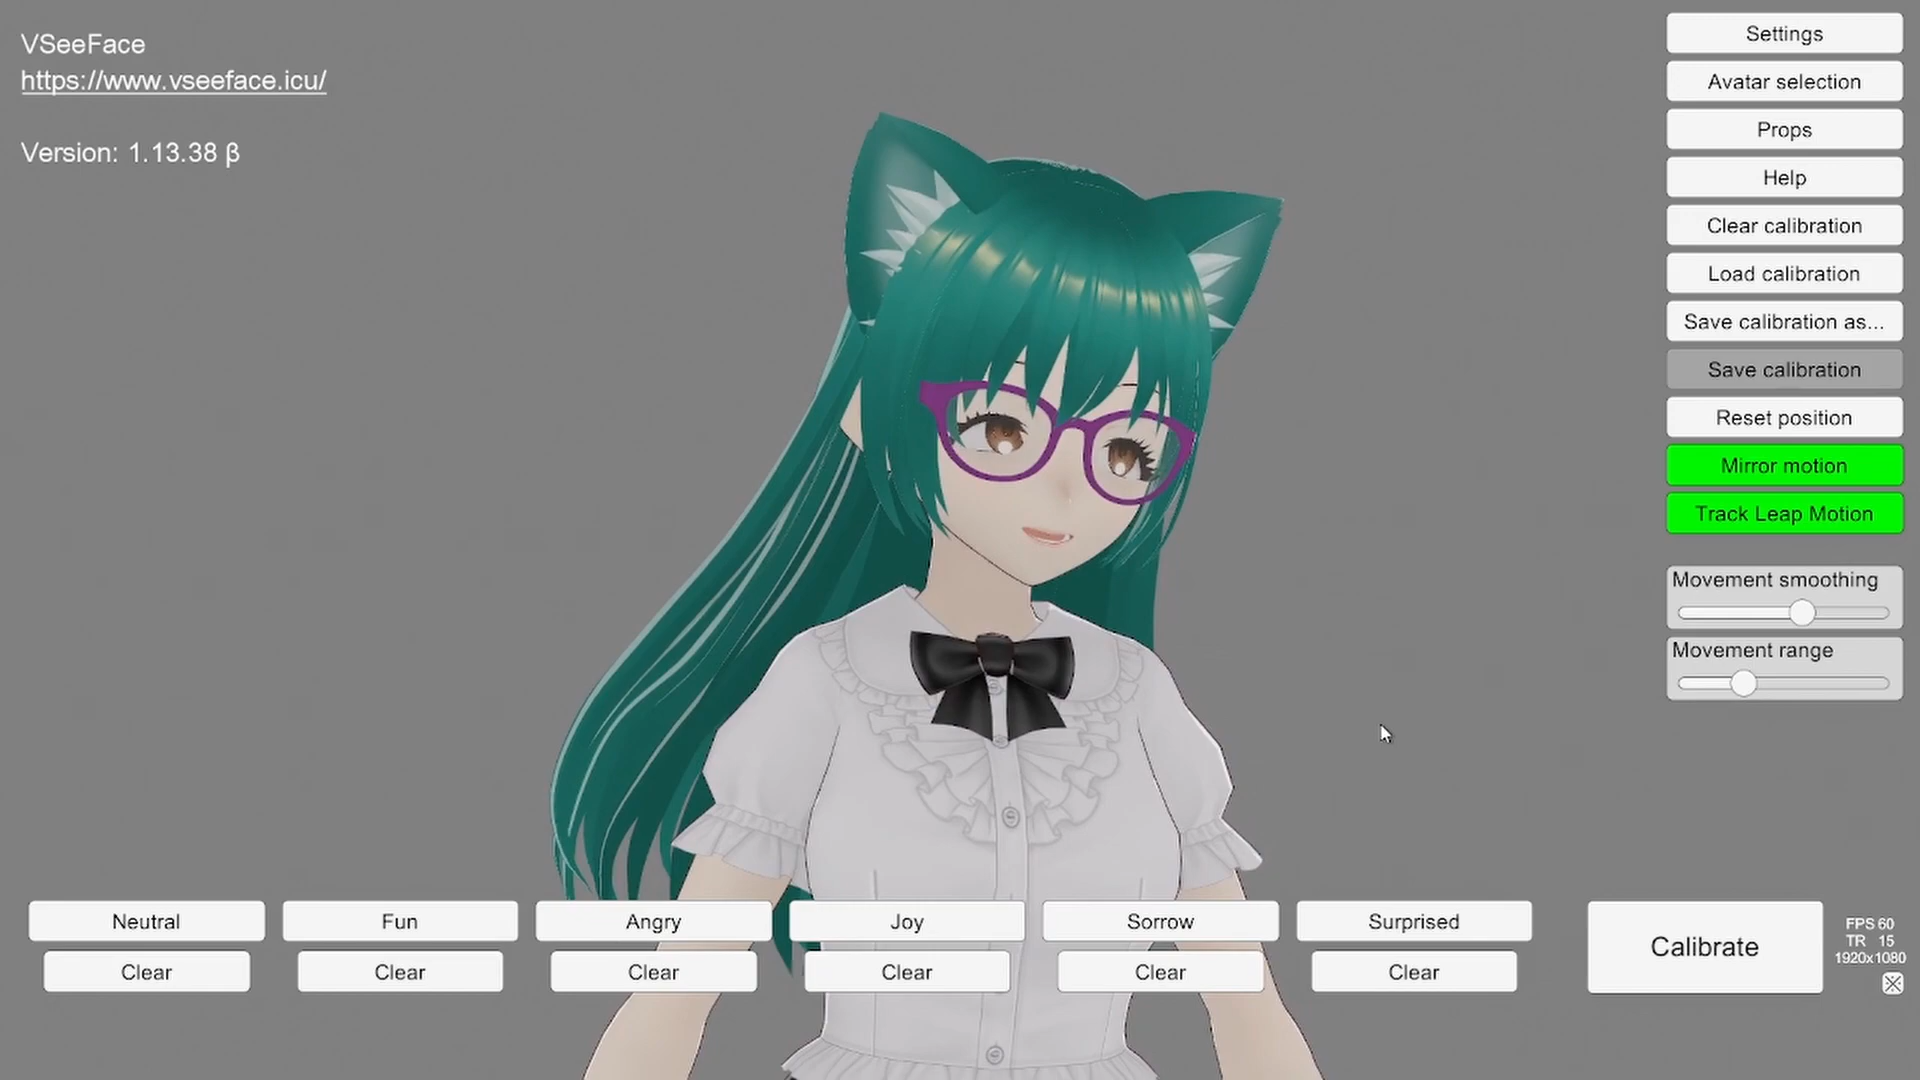 VSeeFace
https://www.vseeface.icu/
Version: 1.13.38 β
Settings
Avatar selection
Props
Help
Clear calibration
Load calibration
Save calibration as...
Save calibration
Reset position
Mirror motion
Track Leap Motion
Movement smoothing
Movement range
Neutral Fun Angry Joy Sorrow Surprised
Clear Clear Clear Clear Clear Clear
Calibrate
FPS 60
TR 15
1920x1080